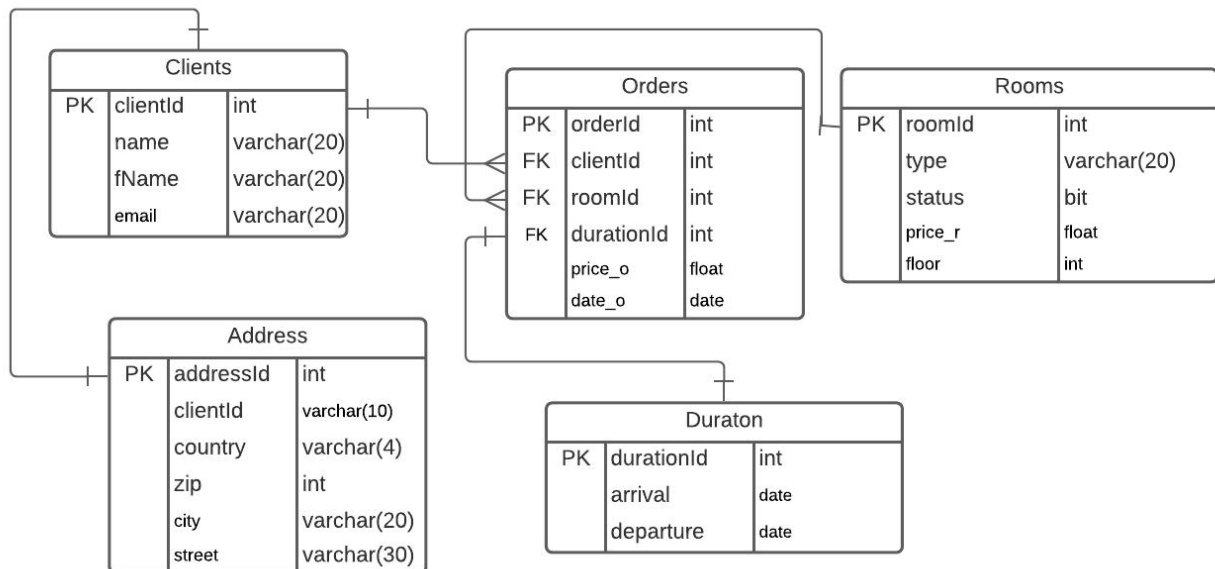 Clients
PK clientId int
name varchar(20)
fName varchar(20)
email varchar(20)
Orders
PK orderId int
FK clientId int
FK roomId int
FK durationId int
price_o float
date_o date
Rooms
PK roomId int
type varchar(20)
status bit
price_r float
floor int
Address
PK addressId int
clientId varchar(10)
country varchar(4)
zip int
city varchar(20)
street varchar(30)
Duraton
PK durationId int
arrival date
departure date